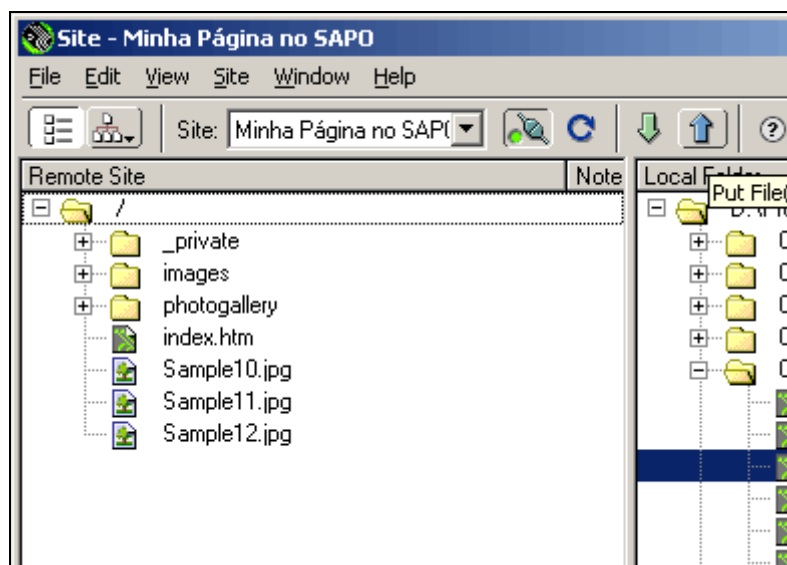 Site - Minha Página no SAPO
File Edit View Site Window Help
Site: Minha Página no SAP
Remote Site Note Local
Put File(
/
_private
images
photogallery
index.htm
Sample10.jpg
Sample11.jpg
Sample12.jpg